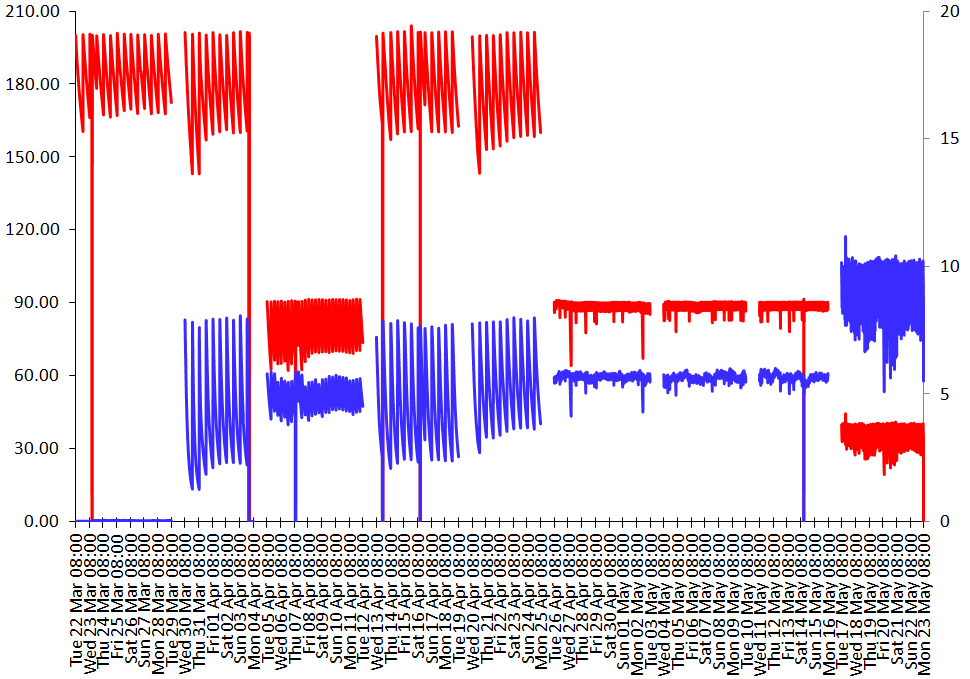 210.00
180.00
150.00
120.00
90.00
60.00
30.00
0.00
20
15
10
5
0
Tue 22 Mar 08:00
Wed 23 Mar 08:00
Thu 24 Mar 08:00
Fri 25 Mar 08:00
Sat 26 Mar 08:00
Sun 27 Mar 08:00
Mon 28 Mar 08:00
Tue 29 Mar 08:00
Wed 30 Mar 08:00
Thu 31 Mar 08:00
Fri 01 Apr 08:00
Sat 02 Apr 08:00
Sun 03 Apr 08:00
Mon 04 Apr 08:00
Tue 05 Apr 08:00
Wed 06 Apr 08:00
Thu 07 Apr 08:00
Fri 08 Apr 08:00
Sat 09 Apr 08:00
Sun 10 Apr 08:00
Mon 11 Apr 08:00
Tue 12 Apr 08:00
Wed 13 Apr 08:00
Thu 14 Apr 08:00
Fri 15 Apr 08:00
Sat 16 Apr 08:00
Sun 17 Apr 08:00
Mon 18 Apr 08:00
Tue 19 Apr 08:00
Wed 20 Apr 08:00
Thu 21 Apr 08:00
Fri 22 Apr 08:00
Sat 23 Apr 08:00
Sun 24 Apr 08:00
Mon 25 Apr 08:00
Tue 26 Apr 08:00
Wed 27 Apr 08:00
Thu 28 Apr 08:00
Fri 29 Apr 08:00
Sat 30 Apr 08:00
Sun 01 May 08:00
Mon 02 May 08:00
Tue 03 May 08:00
Wed 04 May 08:00
Thu 05 May 08:00
Fri 06 May 08:00
Sat 07 May 08:00
Sun 08 May 08:00
Mon 09 May 08:00
Tue 10 May 08:00
Wed 11 May 08:00
Thu 12 May 08:00
Fri 13 May 08:00
Sat 14 May 08:00
Sun 15 May 08:00
Mon 16 May 08:00
Tue 17 May 08:00
Wed 18 May 08:00
Thu 19 May 08:00
Fri 20 May 08:00
Sat 21 May 08:00
Sun 22 May 08:00
Mon 23 May 08:00